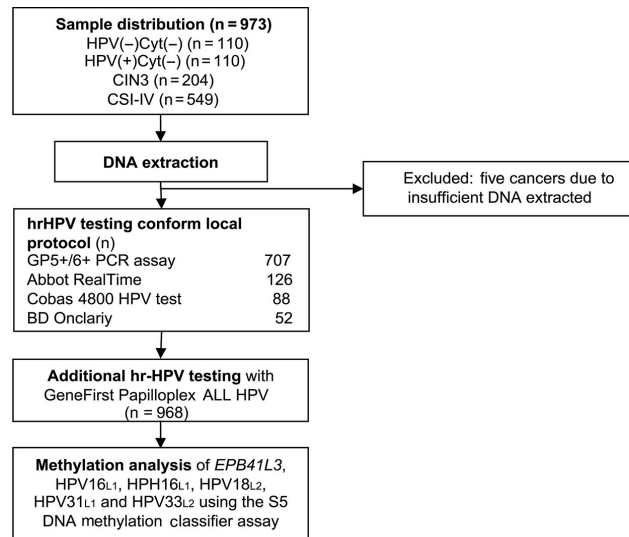 Sample distribution (n = 973)
HPV(−)Cyt(−) (n = 110)
HPV(+)Cyt(−) (n = 110)
CIN3 (n = 204)
CSI-IV (n = 549)
DNA extraction
Excluded: five cancers due to
insufficient DNA extracted
hrHPV testing conform local
protocol (n)
GP5+/6+ PCR assay 707
Abbot RealTime 126
Cobas 4800 HPV test 88
BD Onclariy 52
Additional hr-HPV testing with
GeneFirst Papilloplex ALL HPV
(n = 968)
Methylation analysis of EPB41L3,
HPV16L1, HPH16L1, HPV18L2,
HPV31L1 and HPV33L2 using the S5
DNA methylation classifier assay